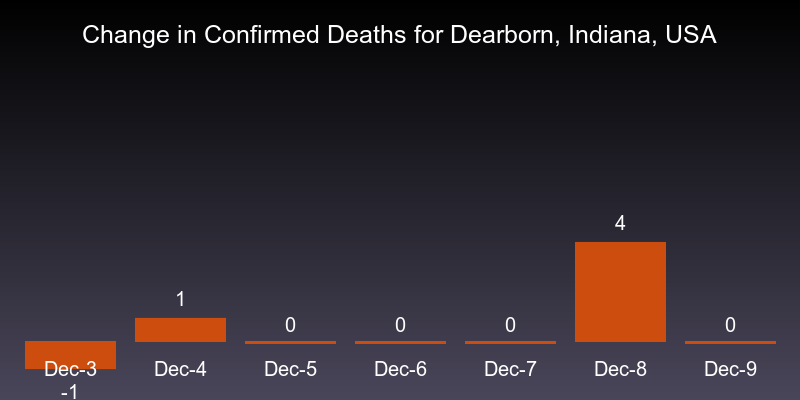 Change in Confirmed Deaths for Dearborn, Indiana, USA
4
1
0
0
0
0
Dec-3
Dec-4
Dec-5
Dec-6
Dec-7
Dec-8
Dec-9
-1